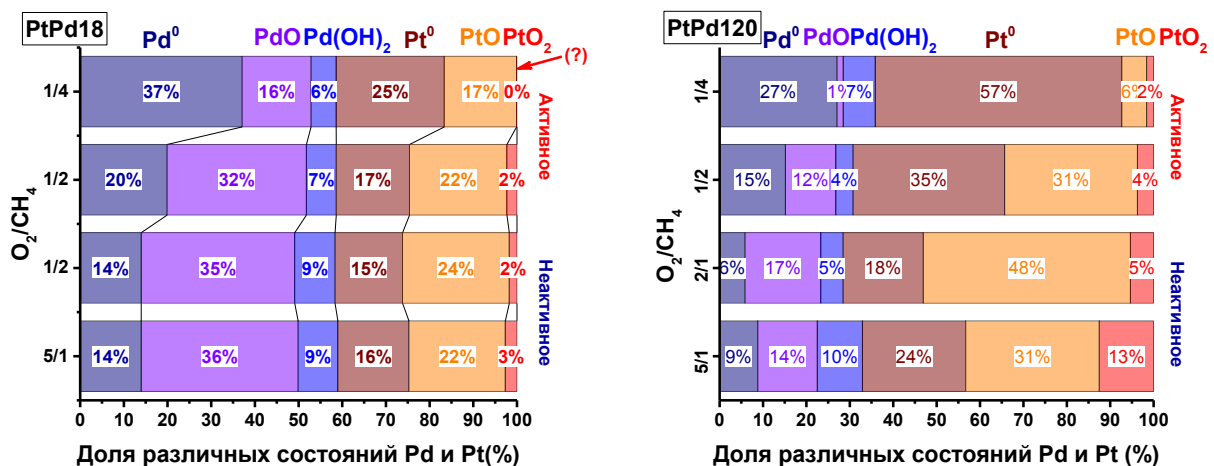 PtPd18
Pd⁰ PdO Pd(OH)₂ Pt⁰ PtO PtO₂
(?)
1/4 37% 16% 6% 25% 17% 0%
1/2 20% 32% 7% 17% 22% 2%
1/2 14% 35% 9% 15% 24% 2%
5/1 14% 36% 9% 16% 22% 3%
O₂/CH₄
Активное
Неактивное
0 10 20 30 40 50 60 70 80 90 100
Доля различных состояний Pd и Pt(%)
PtPd120
Pd⁰ PdO Pd(OH)₂ Pt⁰ PtO PtO₂
1/4 27% 1% 7% 57% 6% 2%
1/2 15% 12% 4% 35% 31% 4%
2/1 6% 17% 5% 18% 48% 5%
5/1 9% 14% 10% 24% 31% 13%
O₂/CH₄
Активное
Неактивное
0 10 20 30 40 50 60 70 80 90 100
Доля различных состояний Pd и Pt (%)